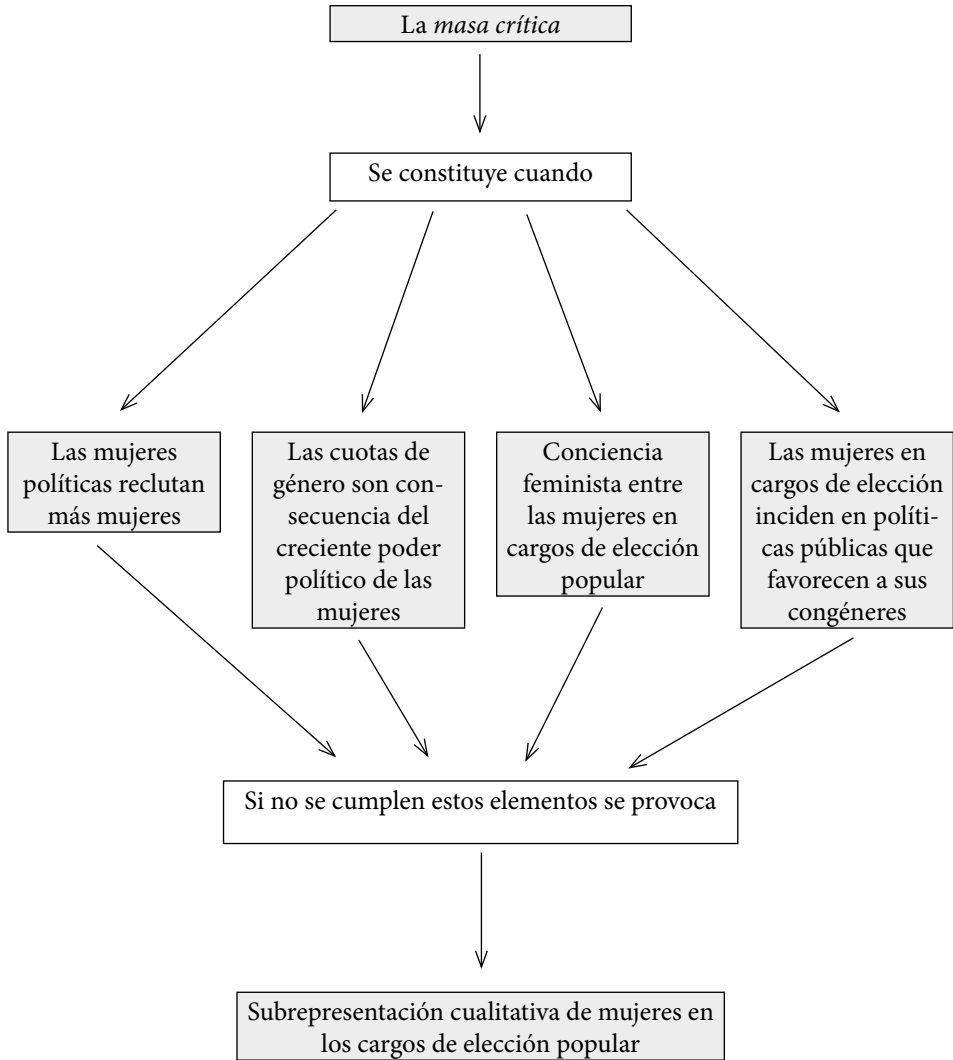 La masa crítica
Se constituye cuando
Las mujeres
políticas reclutan
más mujeres
Las cuotas de
género son con-
secuencia del
creciente poder
político de las
mujeres
Conciencia
feminista entre
las mujeres en
cargos de elección
popular
Las mujeres en
cargos de elección
inciden en políti-
cas públicas que
favorecen a sus
congéneres
Si no se cumplen estos elementos se provoca
Subrepresentación cualitativa de mujeres en
los cargos de elección popular